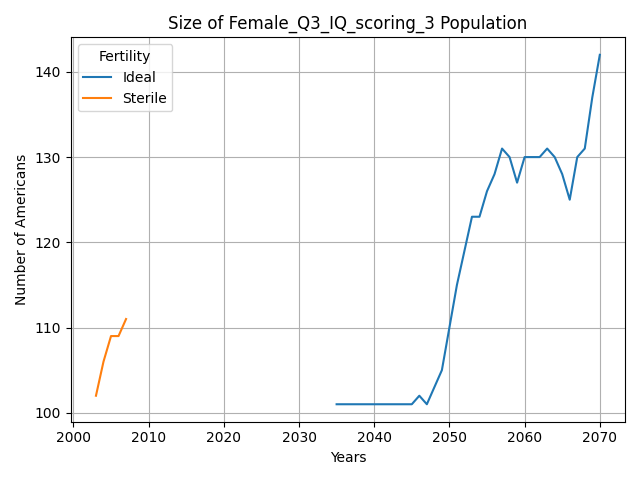 Size of Female_Q3_IQ_scoring_3 Population
Fertility
Ideal
Sterile
Number of Americans
140
130
120
110
100
2000 2010 2020 2030 2040 2050 2060 2070
Years